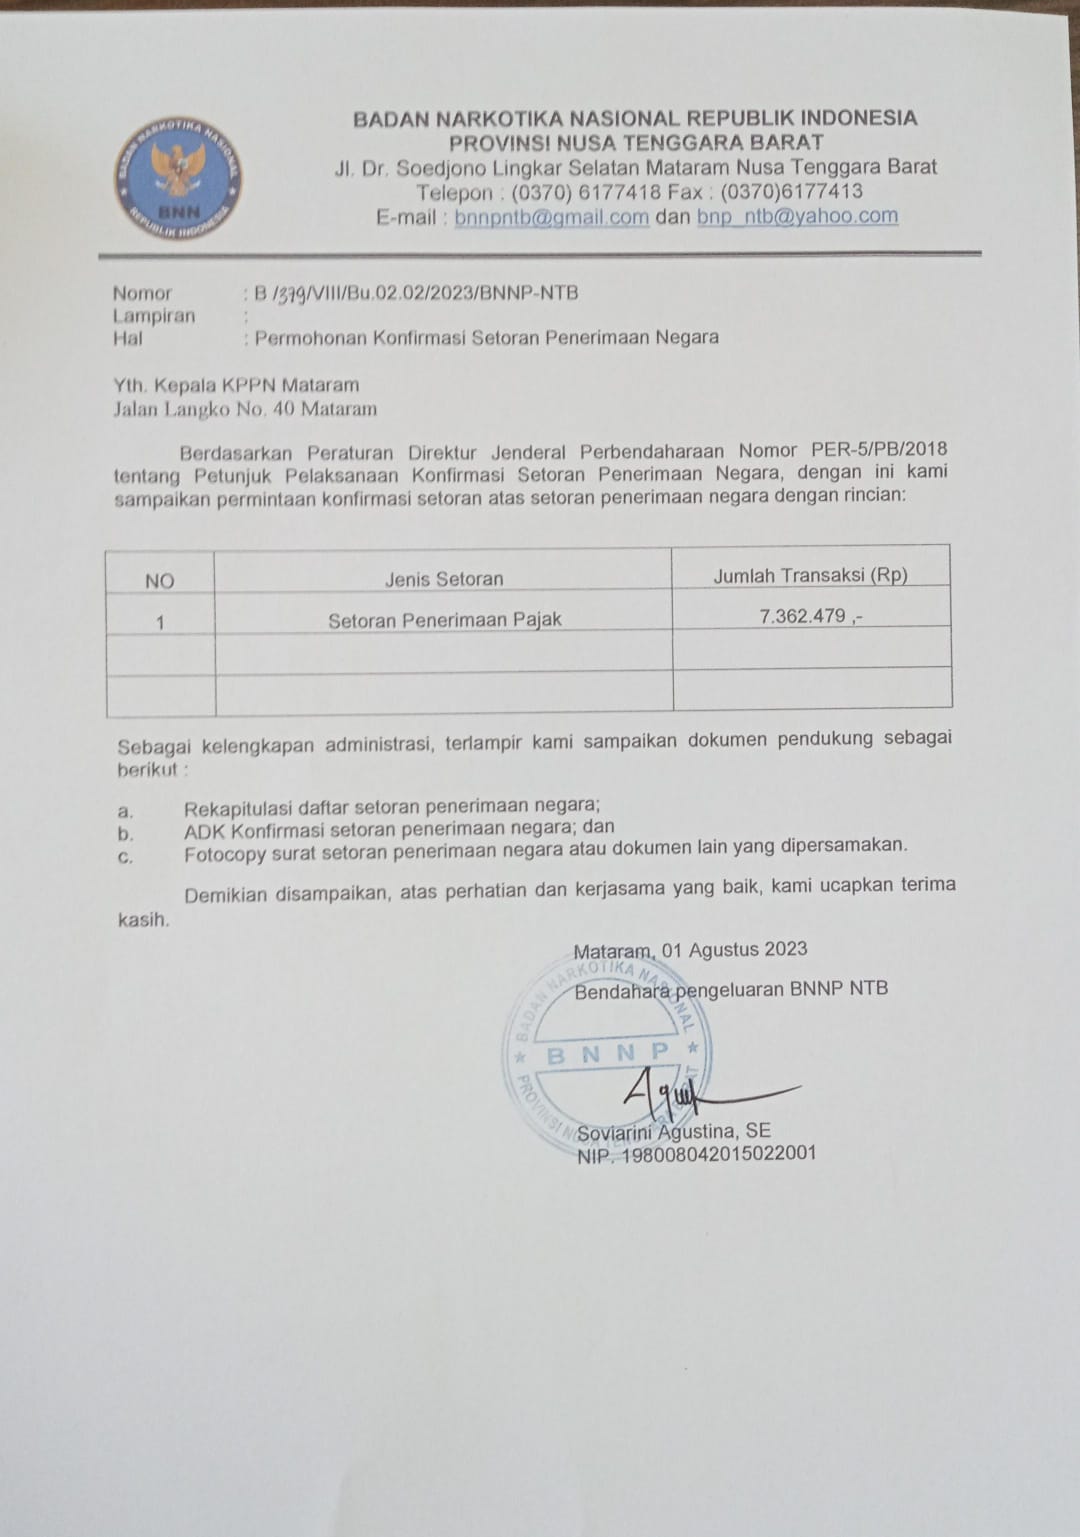 BADAN NARKOTIKA NASIONAL REPUBLIK INDONESIA
PROVINSI NUSA TENGGARA BARAT
Jl. Dr. Soedjono Lingkar Selatan Mataram Nusa Tenggara Barat
Telepon : (0370) 6177418 Fax : (0370)6177413
E-mail : bnnpntb@gmail.com dan bnp_ntb@yahoo.com
BADAN NARKOTIKA NASIONAL
BNN
REPUBLIK INDONESIA
Nomor : B /379/VIII/Bu.02.02/2023/BNNP-NTB
Lampiran :
Hal : Permohonan Konfirmasi Setoran Penerimaan Negara
Yth. Kepala KPPN Mataram
Jalan Langko No. 40 Mataram
Berdasarkan Peraturan Direktur Jenderal Perbendaharaan Nomor PER-5/PB/2018
tentang Petunjuk Pelaksanaan Konfirmasi Setoran Penerimaan Negara, dengan ini kami
sampaikan permintaan konfirmasi setoran atas setoran penerimaan negara dengan rincian:
NO Jenis Setoran Jumlah Transaksi (Rp)
1 Setoran Penerimaan Pajak 7.362.479 ,-
Sebagai kelengkapan administrasi, terlampir kami sampaikan dokumen pendukung sebagai
berikut :
a. Rekapitulasi daftar setoran penerimaan negara;
b. ADK Konfirmasi setoran penerimaan negara; dan
c. Fotocopy surat setoran penerimaan negara atau dokumen lain yang dipersamakan.
Demikian disampaikan, atas perhatian dan kerjasama yang baik, kami ucapkan terima
kasih.
Mataram, 01 Agustus 2023
Bendahara pengeluaran BNNP NTB
BADAN NARKOTIKA NASIONAL
BNNP
PROVINSI NUSA TENGGARA BARAT
Soviarini Agustina, SE
NIP. 198008042015022001